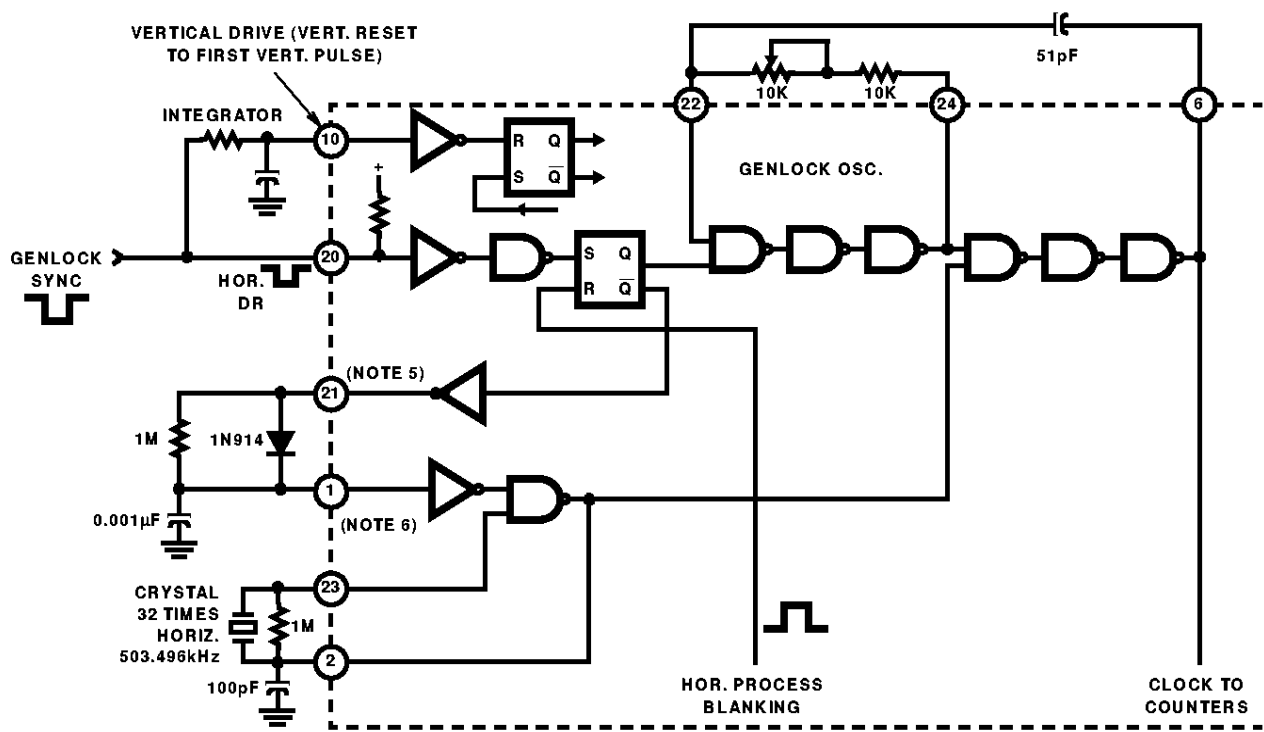 VERTICAL DRIVE (VERT. RESET
TO FIRST VERT. PULSE)
51pF
10K
10K
22
24
6
INTEGRATOR
10
R Q
S Q̅
GENLOCK OSC.
+
GENLOCK
SYNC
20
HOR.
DR
S Q
R Q̅
21
(NOTE 5)
1M
1N914
1
(NOTE 6)
0.001µF
23
CRYSTAL
32 TIMES
HORIZ.
503.496kHz
1M
2
100pF
HOR. PROCESS
BLANKING
CLOCK TO
COUNTERS